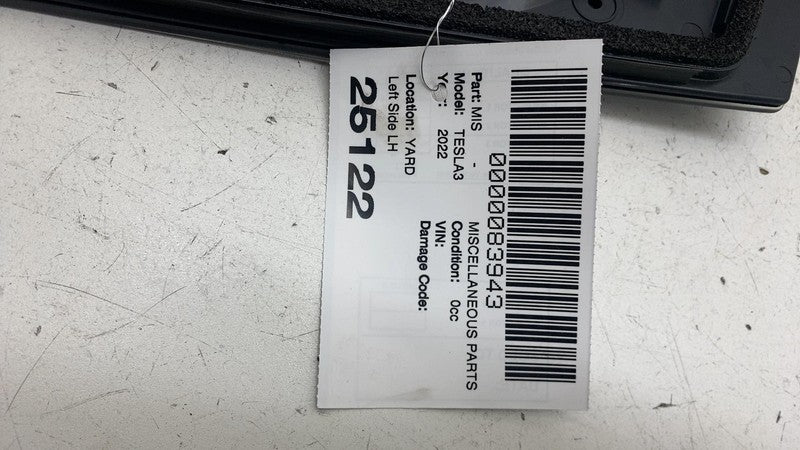 0000083943
Part: MIS - MISCELLANEOUS PARTS
Model: TESLA3 Condition: 0cc
2022 VIN:
Damage Code:
Location: YARD
Left Side LH
25122